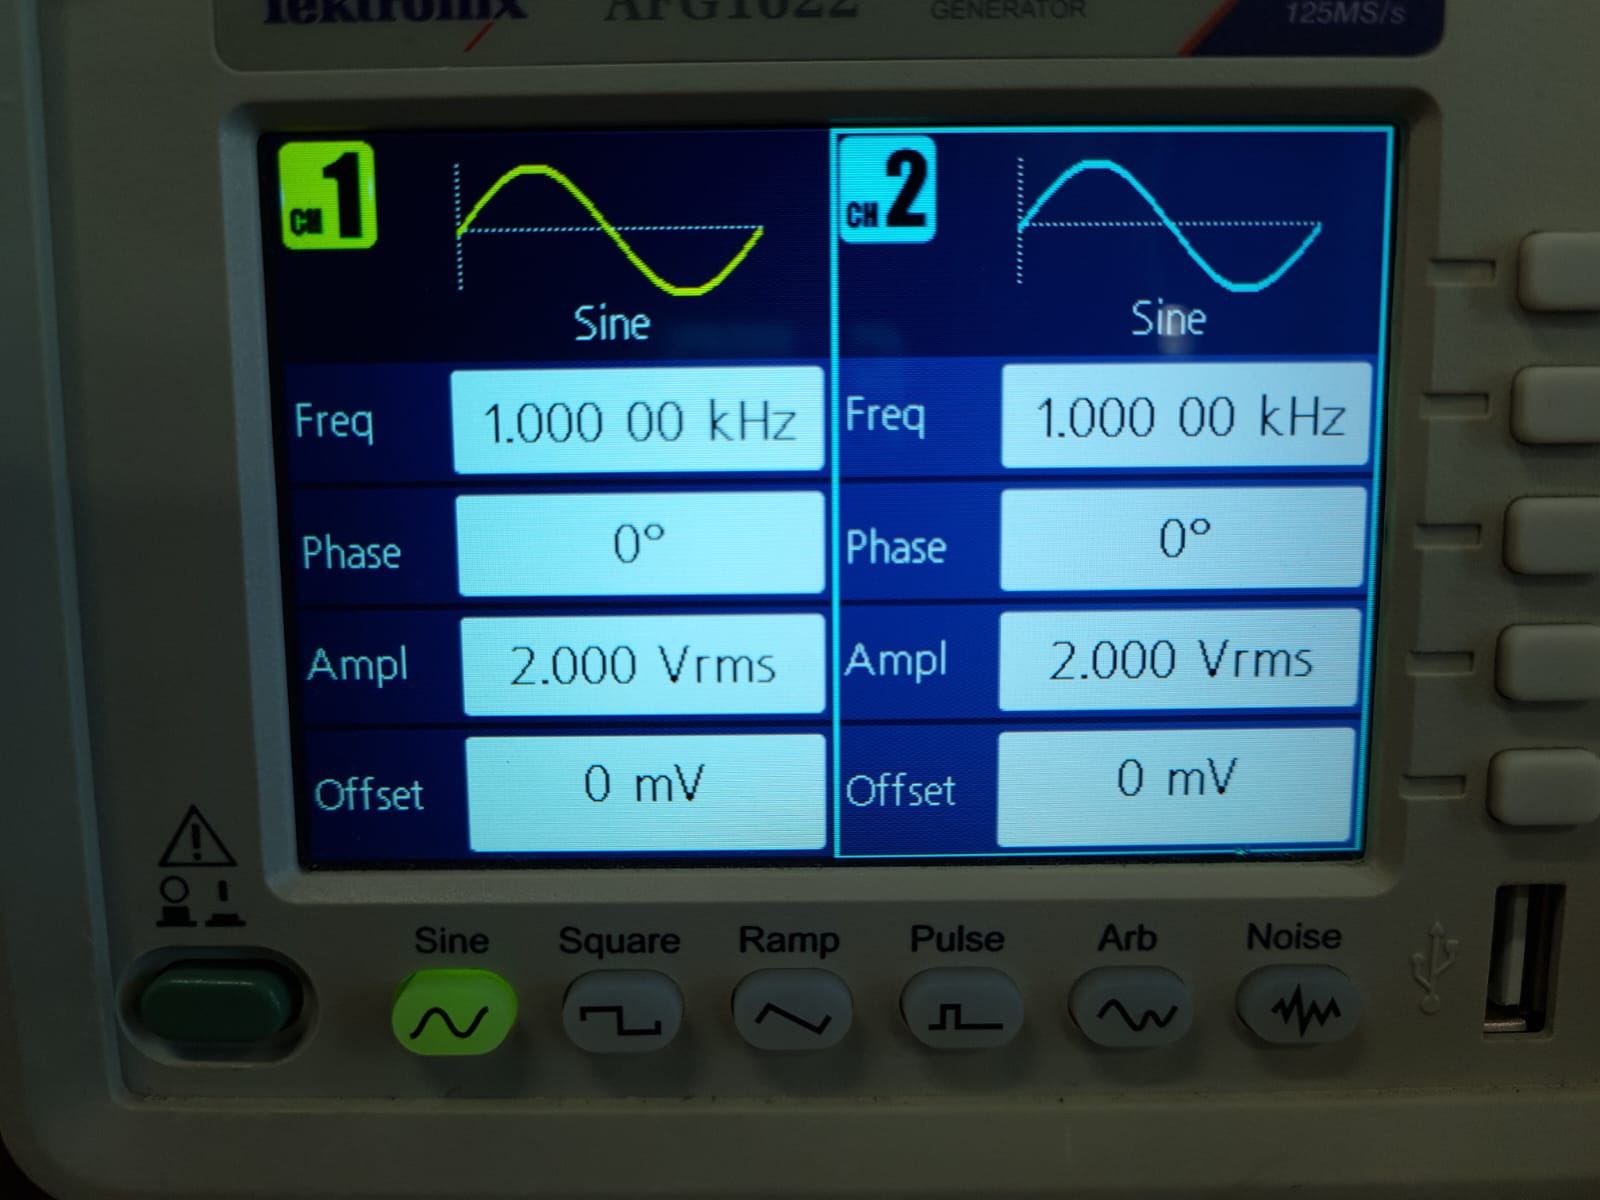 Tektronix AFG1022 GENERATOR 125MS/s
CH 1
CH 2
Sine
Sine
Freq 1.000 00 kHz
Freq 1.000 00 kHz
Phase 0°
Phase 0°
Ampl 2.000 Vrms
Ampl 2.000 Vrms
Offset 0 mV
Offset 0 mV
Sine Square Ramp Pulse Arb Noise